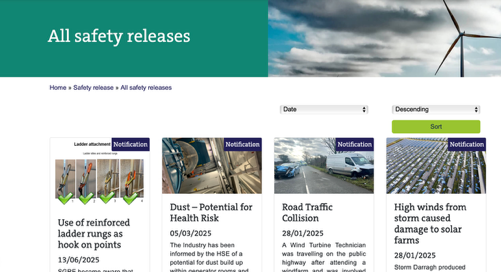 All safety releases
Home » Safety release » All safety releases
Date
Descending
Sort
Ladder attachment
Notification
Use of reinforced
ladder rungs as
hook on points
13/06/2025
SGRE became aware that
Notification
Dust – Potential for
Health Risk
05/03/2025
The Industry has been
informed by the HSE of a
potential for dust build up
within generator rooms and
Notification
Road Traffic
Collision
28/01/2025
A Wind Turbine Technician
was travelling on the public
highway after attending a
windfarm and was involved
Notification
High winds from
storm caused
damage to solar
farms
28/01/2025
Storm Darragh produced